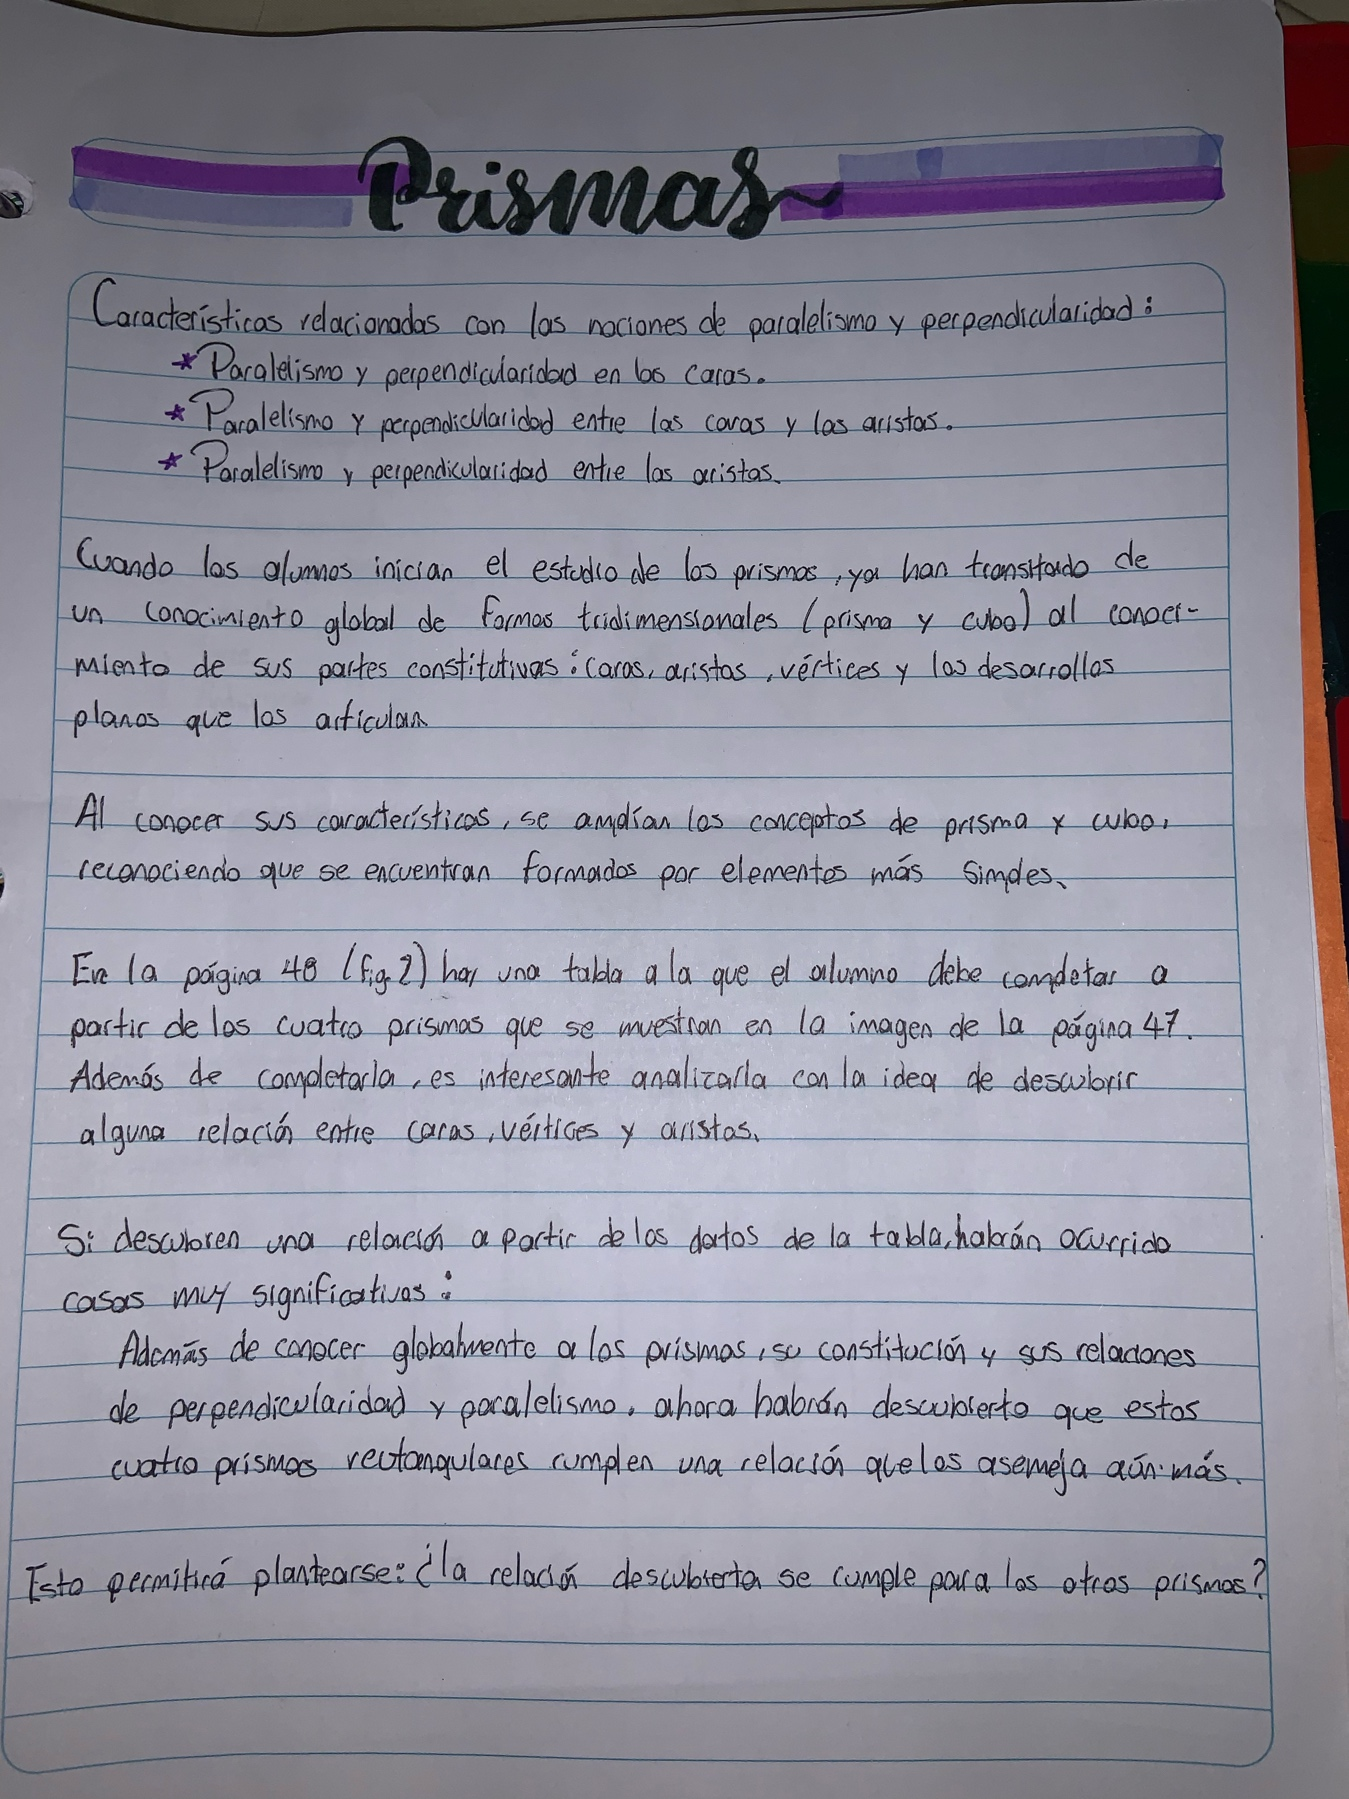 Prismas
Características relacionadas con las nociones de paralelismo y perpendicularidad:
* Paralelismo y perpendicularidad en las caras.
* Paralelismo y perpendicularidad entre las caras y las aristas.
* Paralelismo y perpendicularidad entre las aristas.
Cuando los alumnos inician el estudio de los prismas, ya han transitado de
un conocimiento global de formas tridimensionales (prisma y cubo) al conoci-
miento de sus partes constitutivas: caras, aristas, vértices y los desarrollos
planos que los articulan
Al conocer sus características, se amplían los conceptos de prisma y cubo,
reconociendo que se encuentran formados por elementos más simples.
En la página 48 (fig 2) hay una tabla a la que el alumno debe completar a
partir de los cuatro prismas que se muestran en la imagen de la página 47.
Además de completarla, es interesante analizarla con la idea de descubrir
alguna relación entre caras, vértices y aristas.
Si descubren una relación a partir de los datos de la tabla, habrán ocurrido
cosas muy significativas:
Además de conocer globalmente a los prismas, su constitución y sus relaciones
de perpendicularidad y paralelismo, ahora habrán descubierto que estos
cuatro prismas rectangulares cumplen una relación que los asemeja aún más.
Esto permitirá plantearse: ¿la relación descubierta se cumple para los otros prismas?